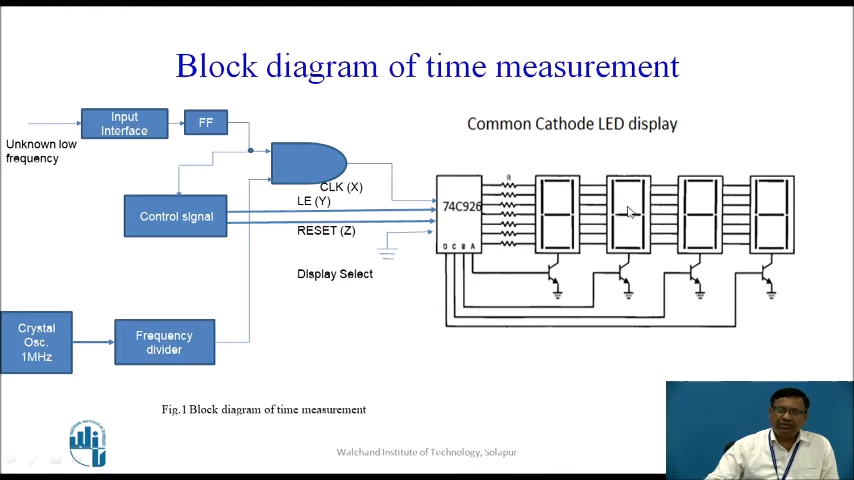 Block diagram of time measurement
Input
Interface
FF
Unknown low
frequency
Common Cathode LED display
CLK (X)
LE (Y)
Control signal
RESET (Z)
Display Select
R
74C926
D C B A
Crystal
Osc.
1MHz
Frequency
divider
Fig.1 Block diagram of time measurement
Walchand Institute of Technology, Solapur